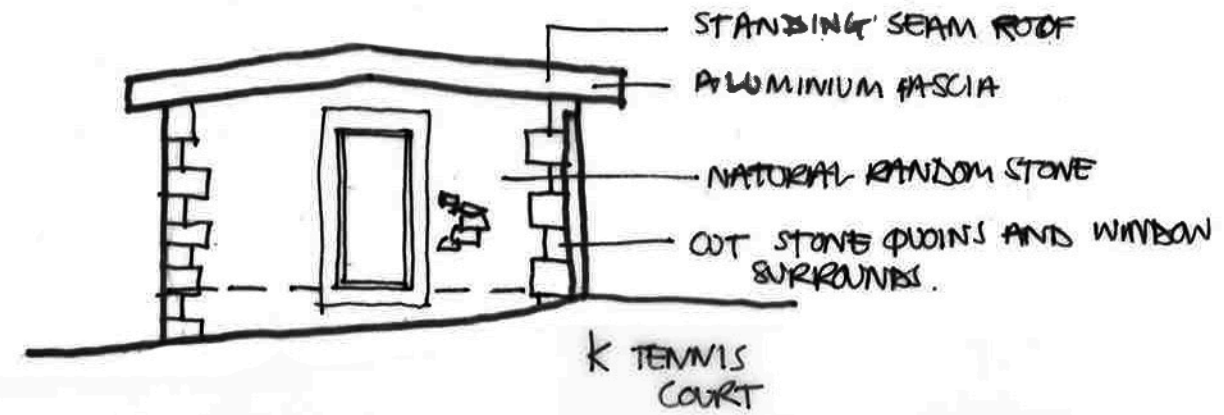 STANDING SEAM ROOF
ALUMINIUM FASCIA
NATURAL RANDOM STONE
CUT STONE QUOINS AND WINDOW
SURROUNDS.
K TENNIS
COURT